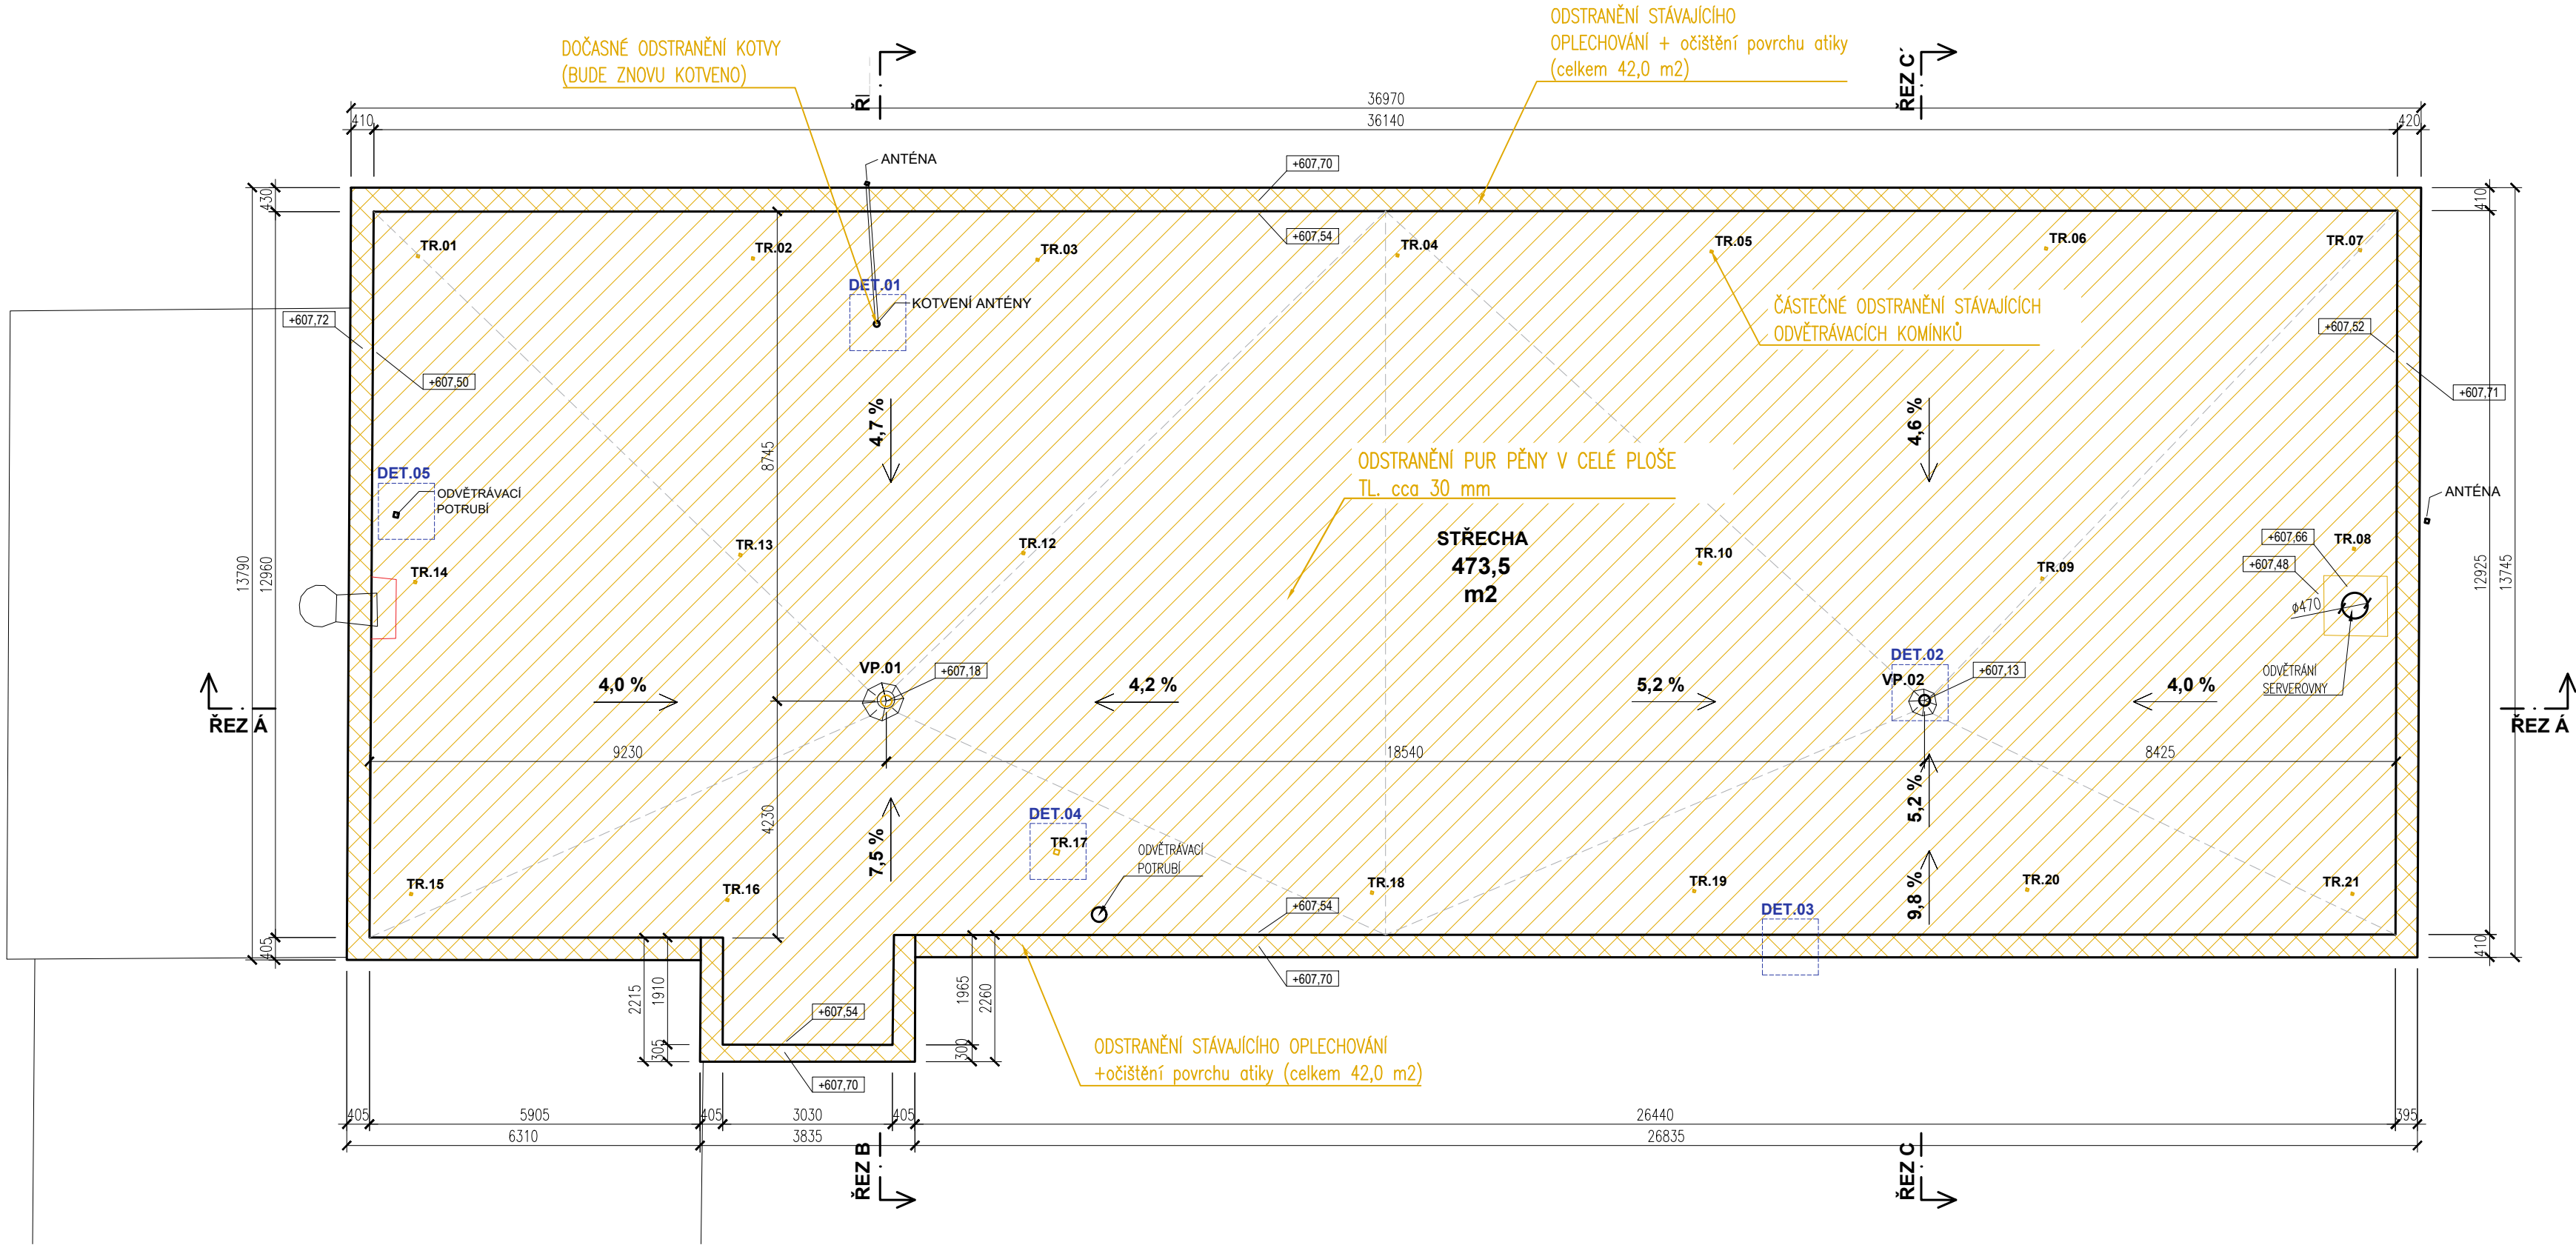 ODSTRANĚNÍ STÁVAJÍCÍHO
OPLECHOVÁNÍ + očištění povrchu atiky
(celkem 42,0 m2)
DOČASNÉ ODSTRANĚNÍ KOTVY
(BUDE ZNOVU KOTVENO)
ŘEZ C´
36970
410
36140
420
ANTÉNA
+607,70
430
410
+607,54
TR.01
TR.02
TR.03
TR.04
TR.05
TR.06
TR.07
DET.01
KOTVENÍ ANTÉNY
ČÁSTEČNÉ ODSTRANĚNÍ STÁVAJÍCÍCH
ODVĚTRÁVACÍCH KOMÍNKŮ
+607,72
+607,52
+607,50
+607,71
4,7 %
4,6 %
8745
ODSTRANĚNÍ PUR PĚNY V CELÉ PLOŠE
TL. cca 30 mm
DET.05
ODVĚTRÁVACÍ
POTRUBÍ
ANTÉNA
STŘECHA
473,5
m2
13790
12960
12925
13745
TR.13
TR.12
TR.10
TR.09
TR.08
TR.14
+607,66
+607,48
ø470
VP.01
+607,18
DET.02
VP.02
+607,13
ODVĚTRÁNÍ
SERVEROVNY
4,0 %
4,2 %
5,2 %
4,0 %
ŘEZ Á
ŘEZ Á
9230
18540
8425
4230
5,2 %
DET.04
TR.17
7,5 %
ODVĚTRÁVACÍ
POTRUBÍ
9,8 %
TR.15
TR.16
TR.18
TR.19
TR.20
TR.21
+607,54
DET.03
405
410
+607,70
2215
1910
305
1965
2260
300
+607,54
+607,70
ODSTRANĚNÍ STÁVAJÍCÍHO OPLECHOVÁNÍ
+očištění povrchu atiky (celkem 42,0 m2)
405
5905
405
3030
405
26440
395
6310
3835
26835
ŘEZ B
ŘEZ C